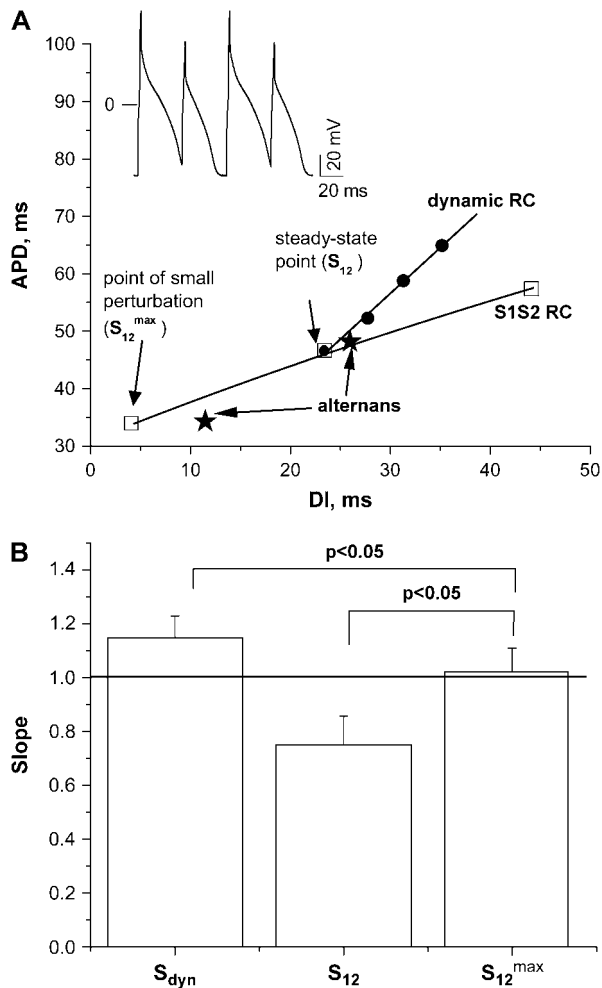 A
APD, ms
100
90
80
70
60
50
40
30
0
20 mV
20 ms
dynamic RC
steady-state
point (S12)
point of small
perturbation
(S12max)
S1S2 RC
alternans
0
10
20
30
40
50
DI, ms
B
Slope
1.4
1.2
1.0
0.8
0.6
0.4
0.2
0.0
p<0.05
p<0.05
Sdyn
S12
S12max